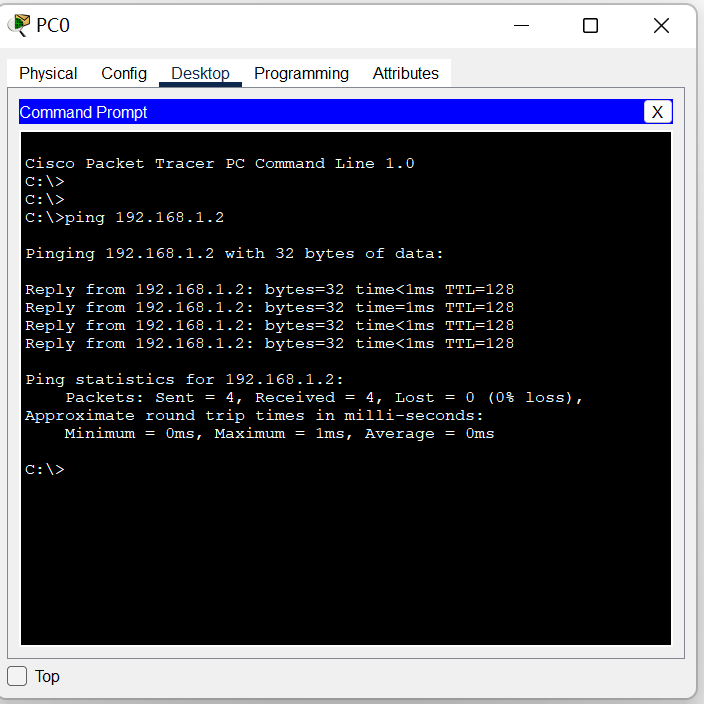 PC0
Physical Config Desktop Programming Attributes
Command Prompt
X
Cisco Packet Tracer PC Command Line 1.0
C:\>
C:\>
C:\>ping 192.168.1.2
Pinging 192.168.1.2 with 32 bytes of data:
Reply from 192.168.1.2: bytes=32 time<1ms TTL=128
Reply from 192.168.1.2: bytes=32 time=1ms TTL=128
Reply from 192.168.1.2: bytes=32 time<1ms TTL=128
Reply from 192.168.1.2: bytes=32 time<1ms TTL=128
Ping statistics for 192.168.1.2:
Packets: Sent = 4, Received = 4, Lost = 0 (0% loss),
Approximate round trip times in milli-seconds:
Minimum = 0ms, Maximum = 1ms, Average = 0ms
C:\>
Top